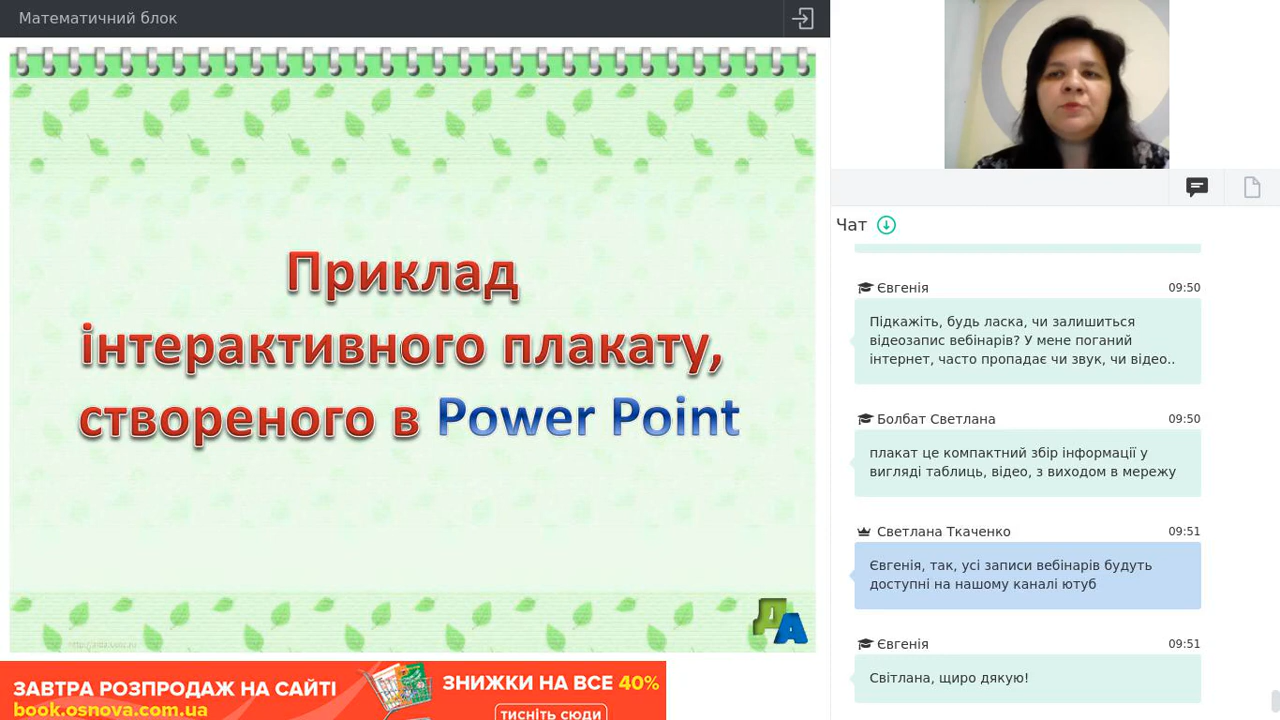 Математичний блок
Приклад
інтерактивного плакату,
створеного в Power Point
ДА
ЗАВТРА РОЗПРОДАЖ НА САЙТІ
book.osnova.com.ua
ЗНИЖКИ НА ВСЕ 40%
тисніть сюди
Чат
Євгенія 09:50
Підкажіть, будь ласка, чи залишиться
відеозапис вебінарів? У мене поганий
інтернет, часто пропадає чи звук, чи відео..
Болбат Светлана 09:50
плакат це компактний збір інформації у
вигляді таблиць, відео, з виходом в мережу
Светлана Ткаченко 09:51
Євгенія, так, усі записи вебінарів будуть
доступні на нашому каналі ютуб
Євгенія 09:51
Світлана, щиро дякую!